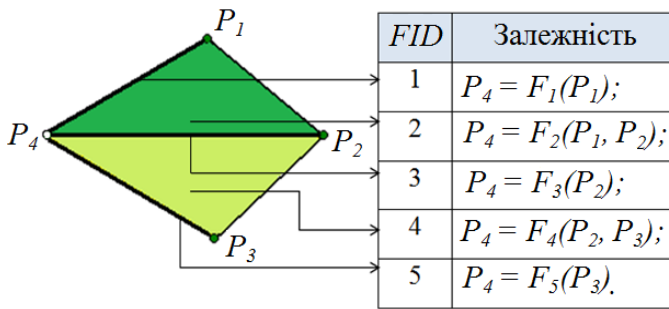 P1
P4
P2
P3
FID Залежність
1 P4 = F1(P1);
2 P4 = F2(P1, P2);
3 P4 = F3(P2);
4 P4 = F4(P2, P3);
5 P4 = F5(P3).